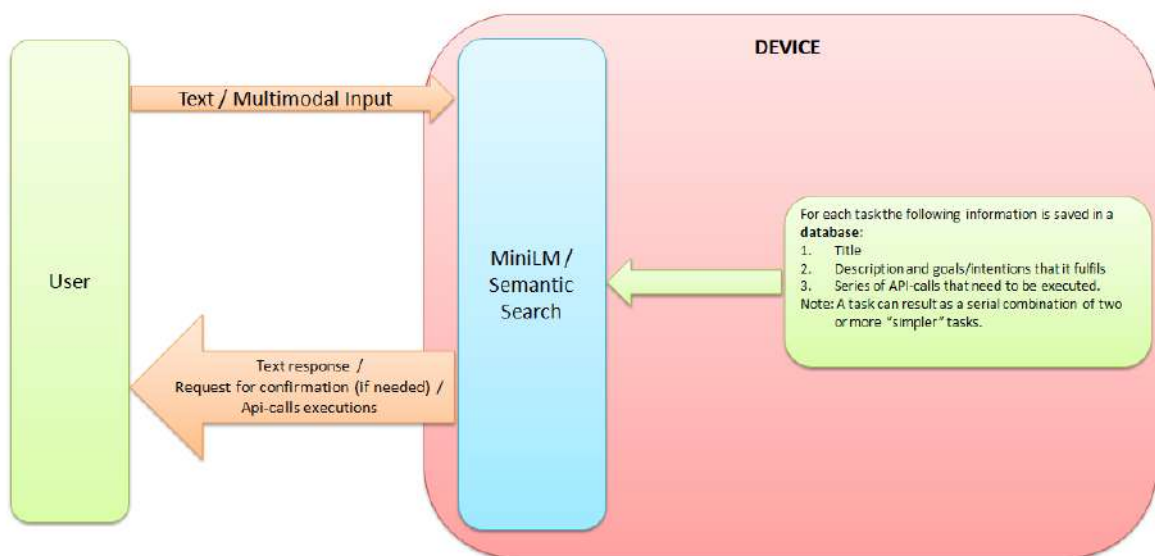 DEVICE
Text / Multimodal Input
User
MiniLM /
Semantic
Search
For each task the following information is saved in a
database:
1. Title
2. Description and goals/intentions that it fulfils
3. Series of API-calls that need to be executed.
Note: A task can result as a serial combination of two
or more “simpler” tasks.
Text response /
Request for confirmation (if needed) /
Api-calls executions